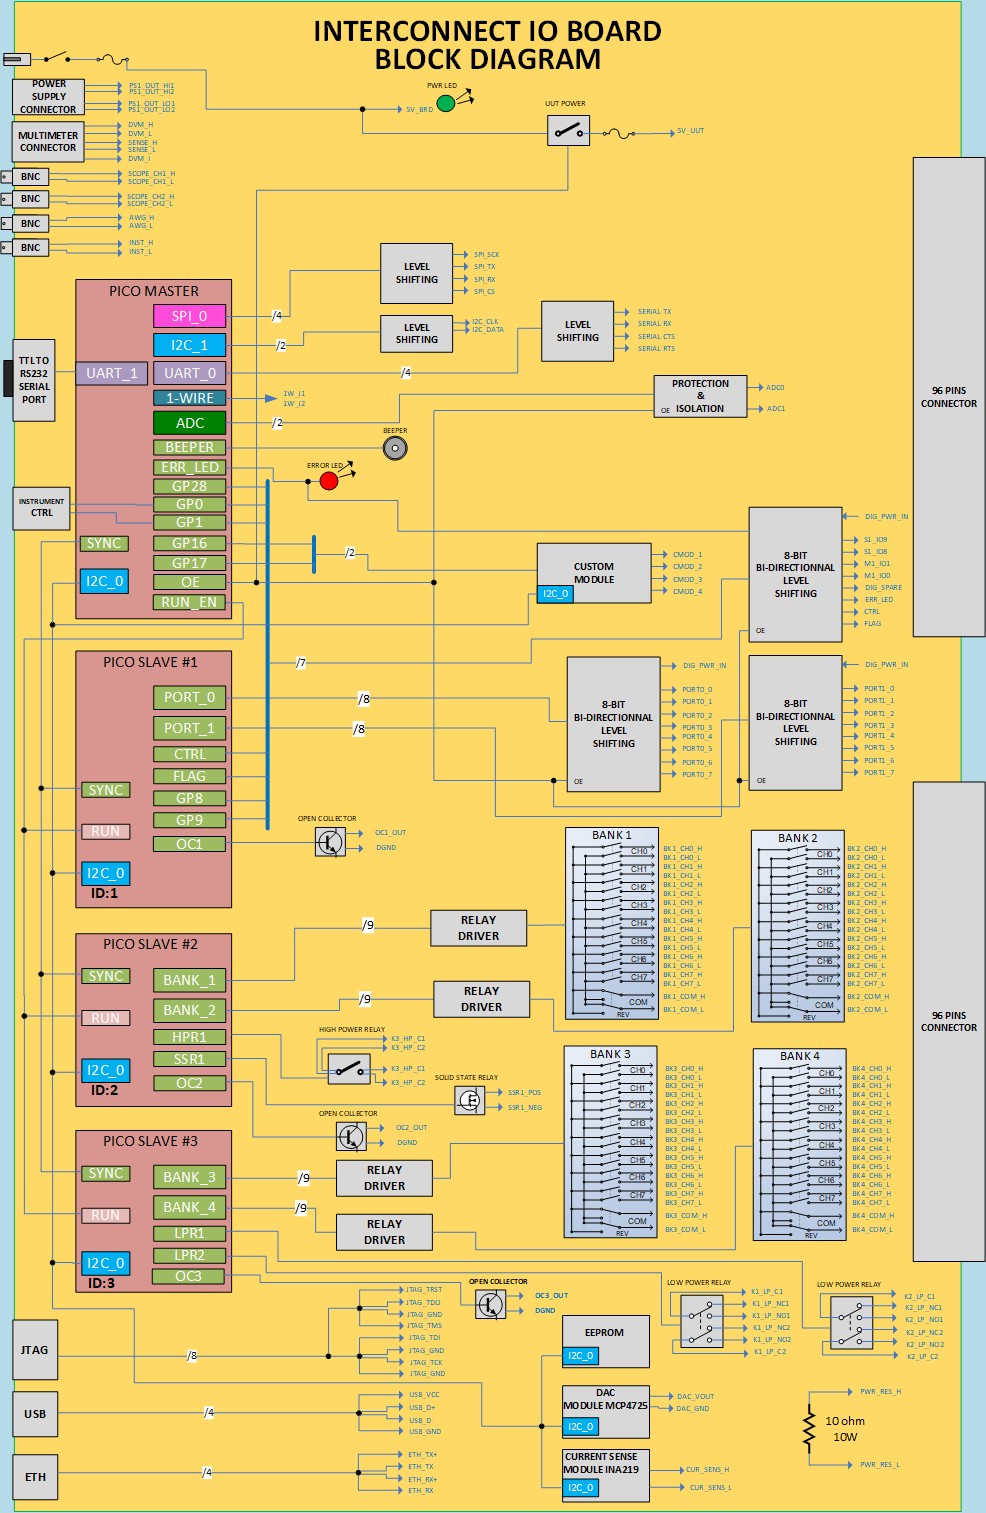 INTERCONNECT IO BOARD
BLOCK DIAGRAM
POWER
SUPPLY
CONNECTOR
PS1_OUT_HI1
PS1_OUT_HI2
PS1_OUT_LO1
PS1_OUT_LO2
PWR LED
5V_BRD
UUT POWER
5V_UUT
MULTIMETER
CONNECTOR
DVM_H
DVM_L
SENSE_H
SENSE_L
DVM_I
BNC
SCOPE_CH1_H
SCOPE_CH1_L
BNC
SCOPE_CH2_H
SCOPE_CH2_L
BNC
AWG_H
AWG_L
BNC
INST_H
INST_L
96 PINS
CONNECTOR
PICO MASTER
SPI_0
I2C_1
UART_1
UART_0
1-WIRE
ADC
BEEPER
ERR_LED
GP28
GP0
GP1
GP16
GP17
OE
RUN_EN
SYNC
I2C_0
TTL TO
RS232
SERIAL
PORT
INSTRUMENT
CTRL
/4
/2
/4
/2
/2
/7
1W_J1
1W_J2
LEVEL
SHIFTING
SPI_SCK
SPI_TX
SPI_RX
SPI_CS
LEVEL
SHIFTING
I2C_CLK
I2C_DATA
LEVEL
SHIFTING
SERIAL TX
SERIAL RX
SERIAL CTS
SERIAL RTS
PROTECTION
&
ISOLATION
OE
ADC0
ADC1
BEEPER
ERROR LED
CUSTOM
MODULE
I2C_0
CMOD_1
CMOD_2
CMOD_3
CMOD_4
8-BIT
BI-DIRECTIONNAL
LEVEL
SHIFTING
OE
DIG_PWR_IN
S1_IO9
S1_IO8
M1_IO1
M1_IO0
DIG_SPARE
ERR_LED
CTRL
FLAG
PICO SLAVE #1
PORT_0
PORT_1
CTRL
FLAG
GP8
GP9
OC1
SYNC
RUN
I2C_0
ID:1
/8
/8
8-BIT
BI-DIRECTIONNAL
LEVEL
SHIFTING
OE
DIG_PWR_IN
PORT0_0
PORT0_1
PORT0_2
PORT0_3
PORT0_4
PORT0_5
PORT0_6
PORT0_7
8-BIT
BI-DIRECTIONNAL
LEVEL
SHIFTING
OE
DIG_PWR_IN
PORT1_0
PORT1_1
PORT1_2
PORT1_3
PORT1_4
PORT1_5
PORT1_6
PORT1_7
OPEN COLLECTOR
OC1_OUT
DGND
BANK 1
CH0
CH1
CH2
CH3
CH4
CH5
CH6
CH7
COM
REV
BK1_CH0_H
BK1_CH0_L
BK1_CH1_H
BK1_CH1_L
BK1_CH2_H
BK1_CH2_L
BK1_CH3_H
BK1_CH3_L
BK1_CH4_H
BK1_CH4_L
BK1_CH5_H
BK1_CH5_L
BK1_CH6_H
BK1_CH6_L
BK1_CH7_H
BK1_CH7_L
BK1_COM_H
BK1_COM_L
BANK 2
CH0
CH1
CH2
CH3
CH4
CH5
CH6
CH7
COM
REV
BK2_CH0_H
BK2_CH0_L
BK2_CH1_H
BK2_CH1_L
BK2_CH2_H
BK2_CH2_L
BK2_CH3_H
BK2_CH3_L
BK2_CH4_H
BK2_CH4_L
BK2_CH5_H
BK2_CH5_L
BK2_CH6_H
BK2_CH6_L
BK2_CH7_H
BK2_CH7_L
BK2_COM_H
BK2_COM_L
96 PINS
CONNECTOR
PICO SLAVE #2
BANK_1
BANK_2
HPR1
SSR1
OC2
SYNC
RUN
I2C_0
ID:2
/9
/9
RELAY
DRIVER
RELAY
DRIVER
HIGH POWER RELAY
K3_HP_C1
K3_HP_C2
K3_HP_C1
K3_HP_C2
SOLID STATE RELAY
SSR1_POS
SSR1_NEG
OPEN COLLECTOR
OC2_OUT
DGND
BANK 3
CH0
CH1
CH2
CH3
CH4
CH5
CH6
CH7
COM
REV
BK3_CH0_H
BK3_CH0_L
BK3_CH1_H
BK3_CH1_L
BK3_CH2_H
BK3_CH2_L
BK3_CH3_H
BK3_CH3_L
BK3_CH4_H
BK3_CH4_L
BK3_CH5_H
BK3_CH5_L
BK3_CH6_H
BK3_CH6_L
BK3_CH7_H
BK3_CH7_L
BK3_COM_H
BK3_COM_L
BANK 4
CH0
CH1
CH2
CH3
CH4
CH5
CH6
CH7
COM
REV
BK4_CH0_H
BK4_CH0_L
BK4_CH1_H
BK4_CH1_L
BK4_CH2_H
BK4_CH2_L
BK4_CH3_H
BK4_CH3_L
BK4_CH4_H
BK4_CH4_L
BK4_CH5_H
BK4_CH5_L
BK4_CH6_H
BK4_CH6_L
BK4_CH7_H
BK4_CH7_L
BK4_COM_H
BK4_COM_L
PICO SLAVE #3
BANK_3
BANK_4
LPR1
LPR2
OC3
SYNC
RUN
I2C_0
ID:3
/9
/9
RELAY
DRIVER
RELAY
DRIVER
OPEN COLLECTOR
OC3_OUT
DGND
LOW POWER RELAY
K1_LP_C1
K1_LP_NC1
K1_LP_NO1
K1_LP_NC2
K1_LP_NO2
K1_LP_C2
LOW POWER RELAY
K2_LP_C1
K2_LP_NC1
K2_LP_NO1
K2_LP_NC2
K2_LP_NO2
K2_LP_C2
JTAG
/8
JTAG_TRST
JTAG_TDO
JTAG_GND
JTAG_TMS
JTAG_TDI
JTAG_GND
JTAG_TCK
JTAG_GND
USB
/4
USB_VCC
USB_D+
USB_D-
USB_GND
ETH
/4
ETH_TX+
ETH_TX
ETH_RX+
ETH_RX
EEPROM
I2C_0
DAC
MODULE MCP4725
I2C_0
DAC_VOUT
DAC_GND
CURRENT SENSE
MODULE INA219
I2C_0
CUR_SENS_H
CUR_SENS_L
PWR_RES_H
10 ohm
10W
PWR_RES_L